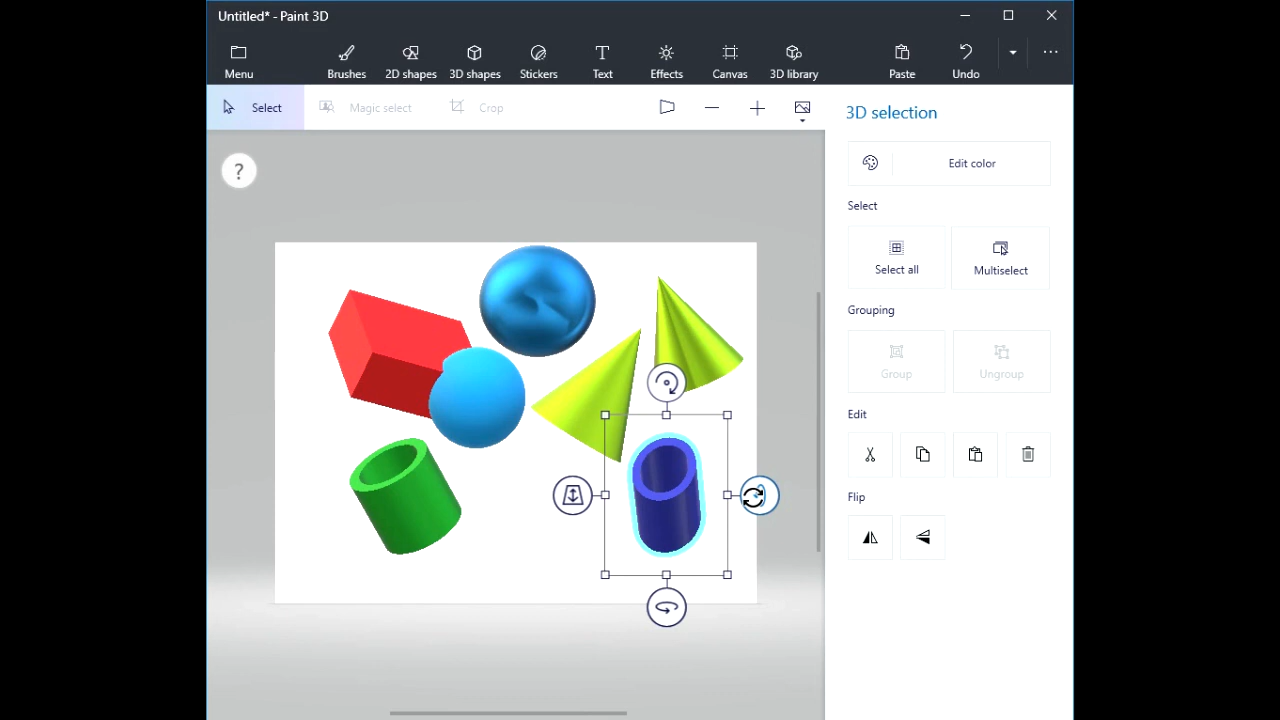 Untitled* - Paint 3D
Menu Brushes 2D shapes 3D shapes Stickers Text Effects Canvas 3D library Paste Undo
Select Magic select Crop
3D selection
?
Edit color
Select
Select all Multiselect
Grouping
Group Ungroup
Edit
Flip